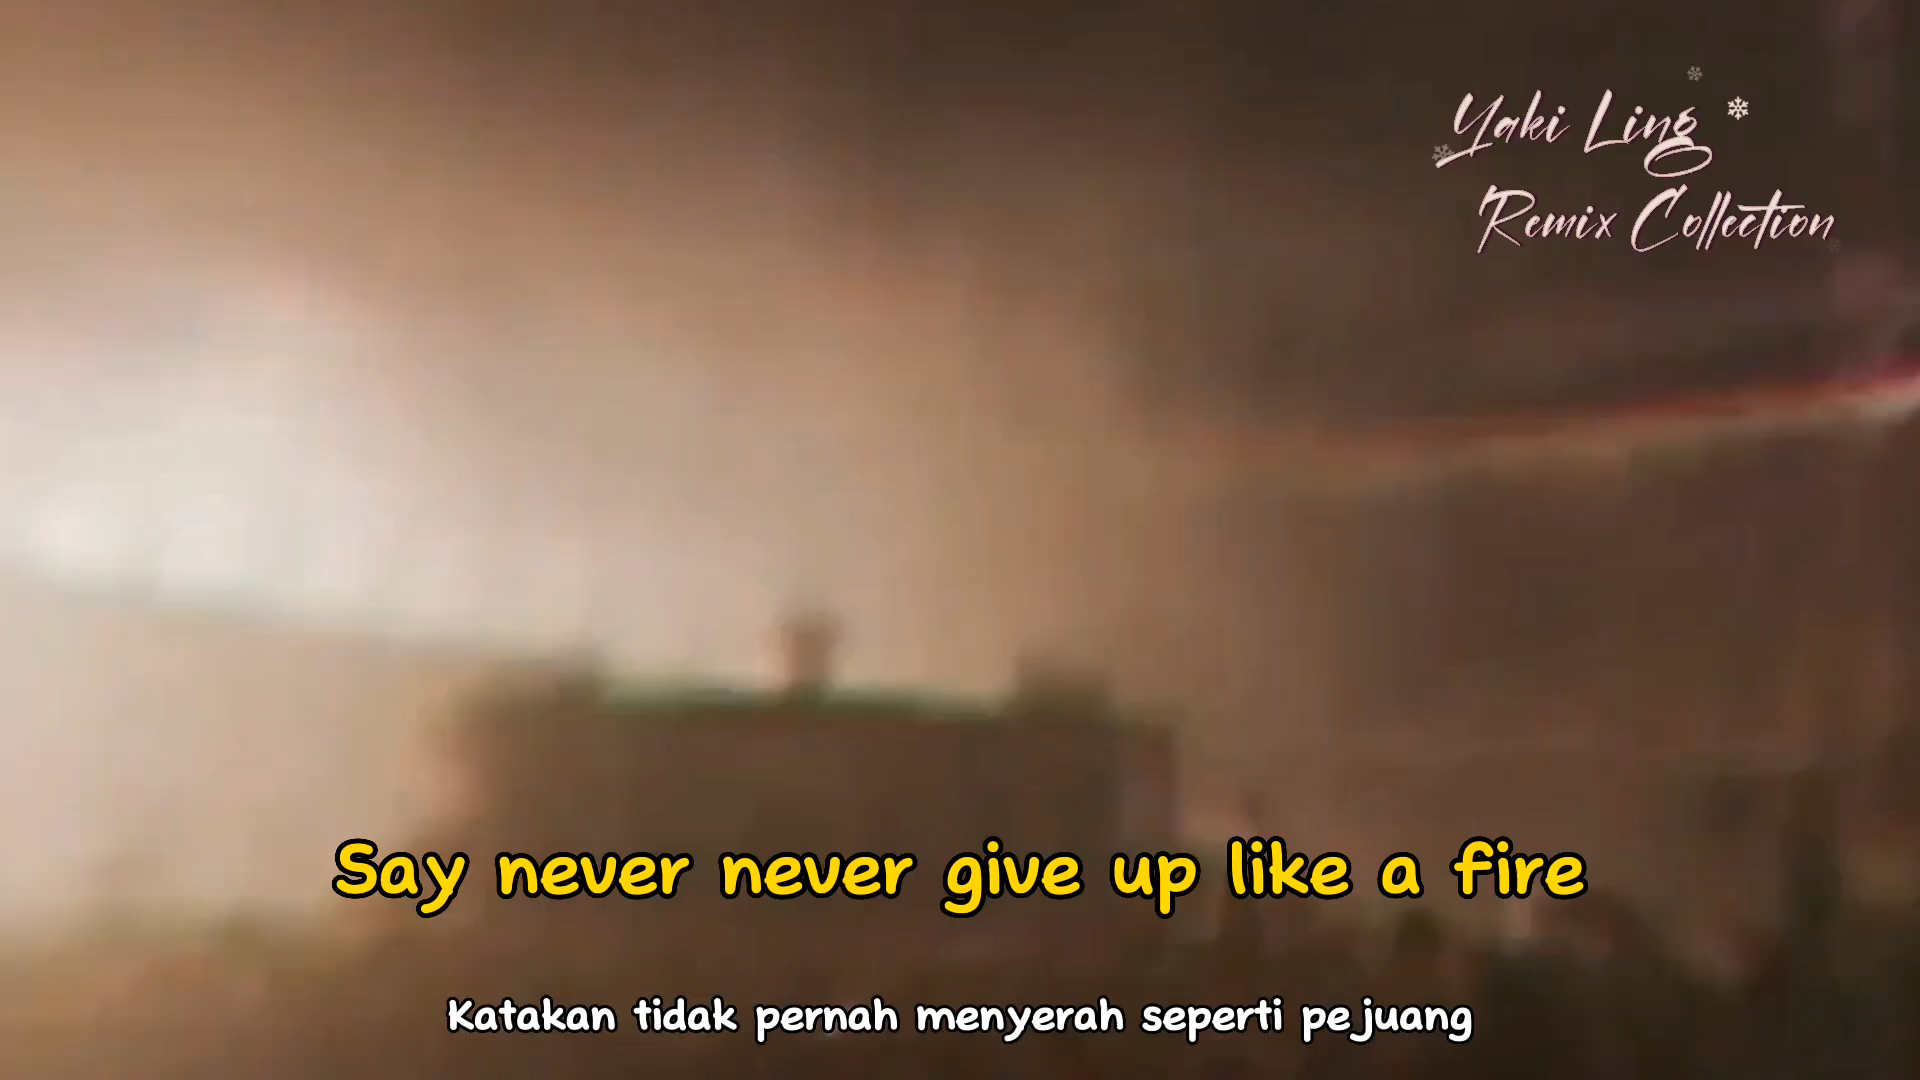 Yaki Ling
Remix Collection
Say never never give up like a fire
Katakan tidak pernah menyerah seperti pejuang